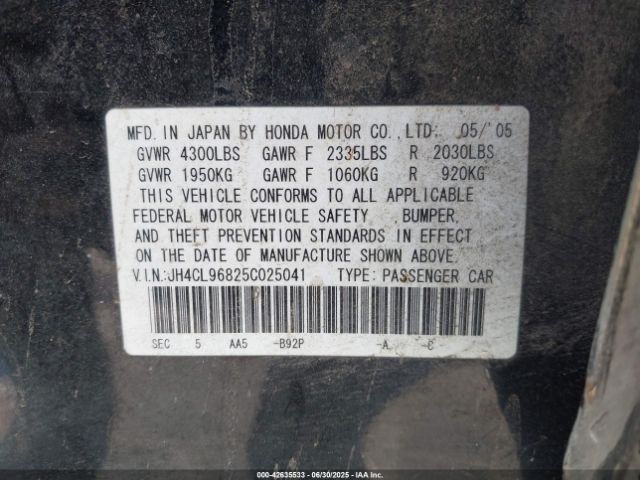 MFD. IN JAPAN BY HONDA MOTOR CO., LTD: 05/'05
GVWR 4300LBS GAWR F 2335LBS R 2030LBS
GVWR 1950KG GAWR F 1060KG R 920KG
THIS VEHICLE CONFORMS TO ALL APPLICABLE
FEDERAL MOTOR VEHICLE SAFETY , BUMPER,
AND THEFT PREVENTION STANDARDS IN EFFECT
ON THE DATE OF MANUFACTURE SHOWN ABOVE.
V.I.N.:JH4CL96825C025041 TYPE: PASSENGER CAR
SEC 5 AA5 -B92P -A -C
00-42635533 - 06/30/2025 - IAA Inc.